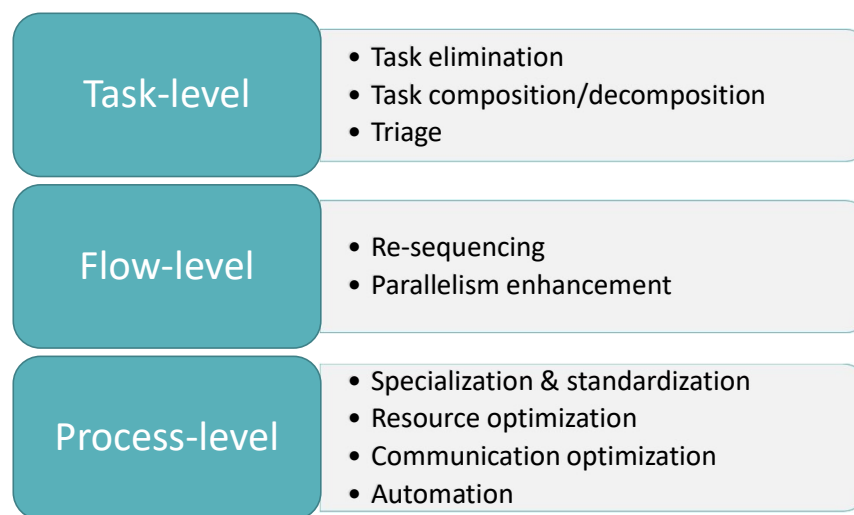 Task-level
• Task elimination
• Task composition/decomposition
• Triage
Flow-level
• Re-sequencing
• Parallelism enhancement
Process-level
• Specialization & standardization
• Resource optimization
• Communication optimization
• Automation